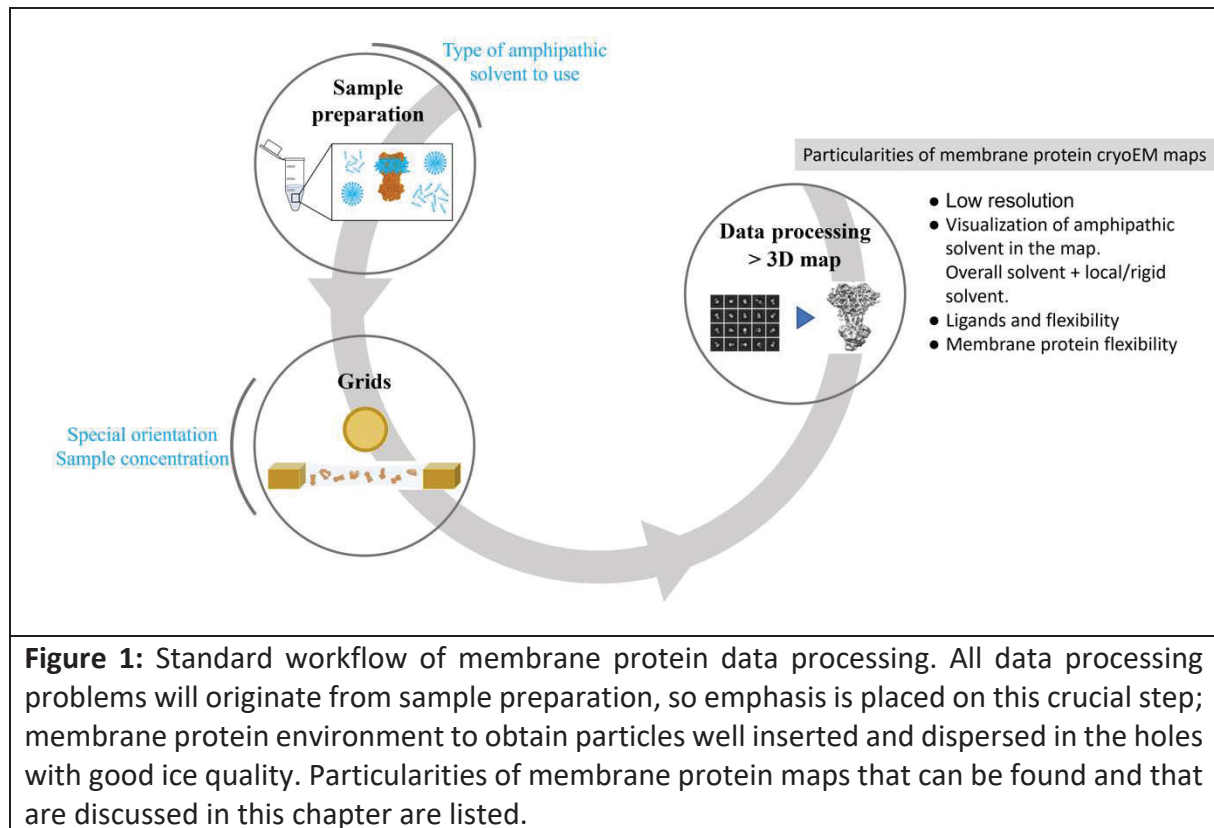 Type of amphipathic
solvent to use
Sample
preparation
Particularities of membrane protein cryoEM maps
● Low resolution
● Visualization of amphipathic
solvent in the map.
Overall solvent + local/rigid
solvent.
● Ligands and flexibility
● Membrane protein flexibility
Data processing
> 3D map
Grids
Special orientation
Sample concentration
Figure 1: Standard workflow of membrane protein data processing. All data processing
problems will originate from sample preparation, so emphasis is placed on this crucial step;
membrane protein environment to obtain particles well inserted and dispersed in the holes
with good ice quality. Particularities of membrane protein maps that can be found and that
are discussed in this chapter are listed.